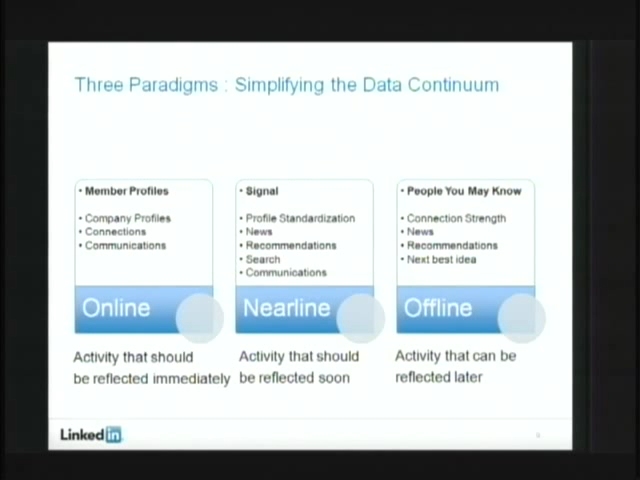 Three Paradigms : Simplifying the Data Continuum
• Member Profiles
• Company Profiles
• Connections
• Communications
Online
Activity that should
be reflected immediately
• Signal
• Profile Standardization
• News
• Recommendations
• Search
• Communications
Nearline
Activity that should
be reflected soon
• People You May Know
• Connection Strength
• News
• Recommendations
• Next best idea
Offline
Activity that can be
reflected later
Linked in